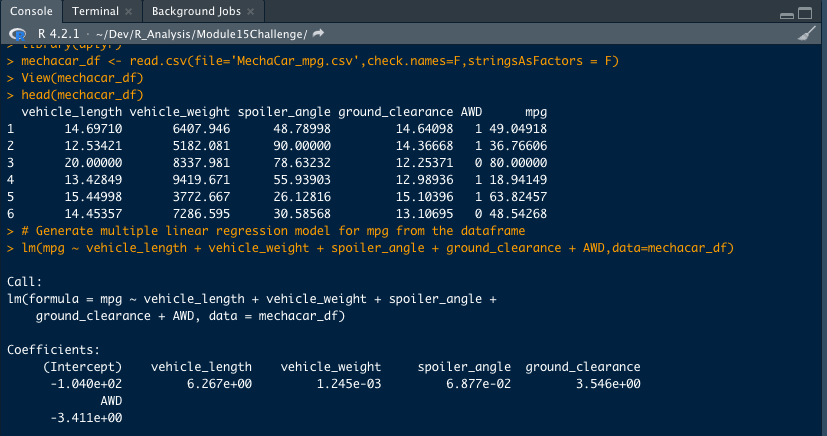 Console Terminal × Background Jobs ×
R 4.2.1 · ~/Dev/R_Analysis/Module15Challenge/
> library(dplyr)
> mechacar_df <- read.csv(file='MechaCar_mpg.csv',check.names=F,stringsAsFactors = F)
> View(mechacar_df)
> head(mechacar_df)
vehicle_length vehicle_weight spoiler_angle ground_clearance AWD mpg
1 14.69710 6407.946 48.78998 14.64098 1 49.04918
2 12.53421 5182.081 90.00000 14.36668 1 36.76606
3 20.00000 8337.981 78.63232 12.25371 0 80.00000
4 13.42849 9419.671 55.93903 12.98936 1 18.94149
5 15.44998 3772.667 26.12816 15.10396 1 63.82457
6 14.45357 7286.595 30.58568 13.10695 0 48.54268
> # Generate multiple linear regression model for mpg from the dataframe
> lm(mpg ~ vehicle_length + vehicle_weight + spoiler_angle + ground_clearance + AWD,data=mechacar_df)
Call:
lm(formula = mpg ~ vehicle_length + vehicle_weight + spoiler_angle +
ground_clearance + AWD, data = mechacar_df)
Coefficients:
(Intercept) vehicle_length vehicle_weight spoiler_angle ground_clearance
-1.040e+02 6.267e+00 1.245e-03 6.877e-02 3.546e+00
AWD
-3.411e+00